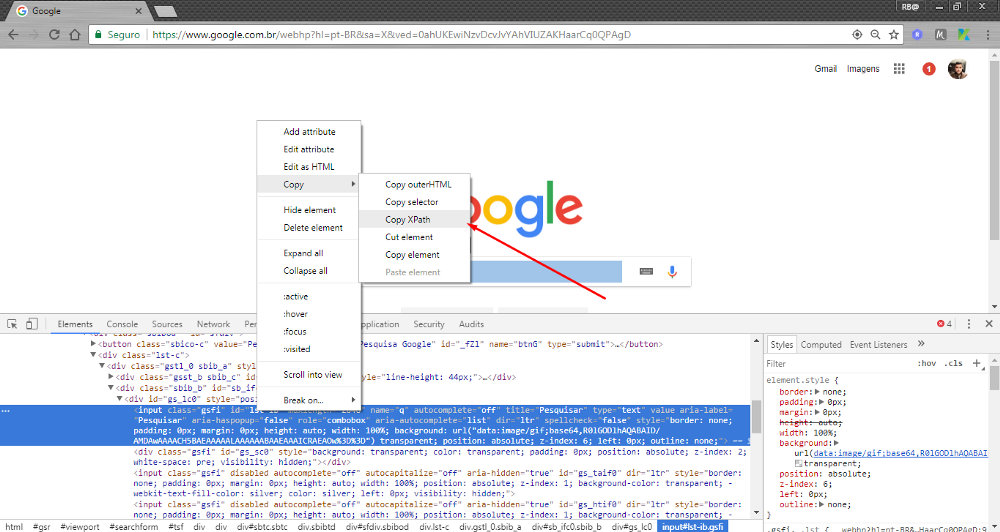 Google
RB@
Seguro https://www.google.com.br/webhp?hl=pt-BR&sa=X&ved=0ahUKEwiNzvDcvJvYAhVIUZAKHaarCq0QPAgD
Gmail Imagens 1
Add attribute
Edit attribute
Edit as HTML
Copy
Hide element
Delete element
Expand all
Collapse all
:active
:hover
:focus
:visited
Scroll into view
Break on...
Copy outerHTML
Copy selector
Copy XPath
Cut element
Copy element
Paste element
oogle
Elements Console Sources Network Application Security Audits 4
<button class="sbico-c" value="Pe Pesquisa Google" id="_fZl" name="btnG" type="submit">…</button>
<div class="lst-c">
<div class="gstl_0 sbib_a" style
<div class="gsst_b sbib_c" id style="line-height: 44px;">…</div>
<div class="sbib_b" id="sb_if
<div id="gs_lc0" style="posit
<input class="gsfi" id="lst-ib" maxlength="2048" name="q" autocomplete="off" title="Pesquisar" type="text" value aria-label=
"Pesquisar" aria-haspopup="false" role="combobox" aria-autocomplete="list" dir="ltr" spellcheck="false" style="border: none;
padding: 0px; margin: 0px; height: auto; width: 100%; background: url("data:image/gif;base64,R0lGODlhAQABAID/
AMDAwAAAACH5BAEAAAAALAAAAAABAAEAAAICRAEAOw%3D%3D") transparent; position: absolute; z-index: 6; left: 0px; outline: none;">
<div class="gsfi" id="gs_sc0" style="background: transparent; color: transparent; padding: 0px; position: absolute; z-index: 2;
white-space: pre; visibility: hidden;"></div>
<input class="gsfi" disabled autocomplete="off" autocapitalize="off" aria-hidden="true" id="gs_taif0" dir="ltr" style="border:
none; padding: 0px; margin: 0px; height: auto; width: 100%; position: absolute; z-index: 1; background-color: transparent; -
webkit-text-fill-color: silver; color: silver; left: 0px; visibility: hidden;">
<input class="gsfi" disabled autocomplete="off" autocapitalize="off" aria-hidden="true" id="gs_htif0" dir="ltr" style="border:
none; padding: 0px; margin: 0px; height: auto; width: 100%; position: absolute; z-index: 1; background-color: transparent; -
html #gsr #viewport #searchform #tsf div div#sbtc.sbtc div.sbibtd div#sfdiv.sbibod div.lst-c div.gstl_0.sbib_a div#sb_ifc0.sbib_b div#gs_lc0 input#lst-ib.gsfi
Styles Computed Event Listeners »
Filter :hov .cls +
element.style {
border: none;
padding: 0px;
margin: 0px;
height: auto;
width: 100%;
background:
url(data:image/gif;base64,R0lGODlhAQABAID
transparent;
position: absolute;
z-index: 6;
left: 0px;
outline: none;
}